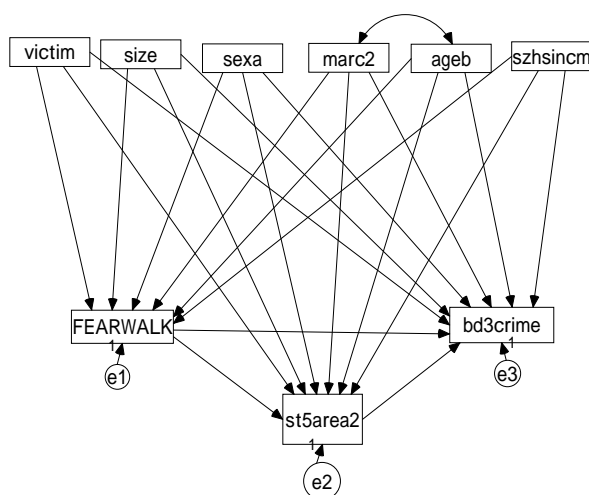 victim
size
sexa
marc2
ageb
szhsincm
FEARWALK
1
bd3crime
1
e1
e3
st5area2
1
e2